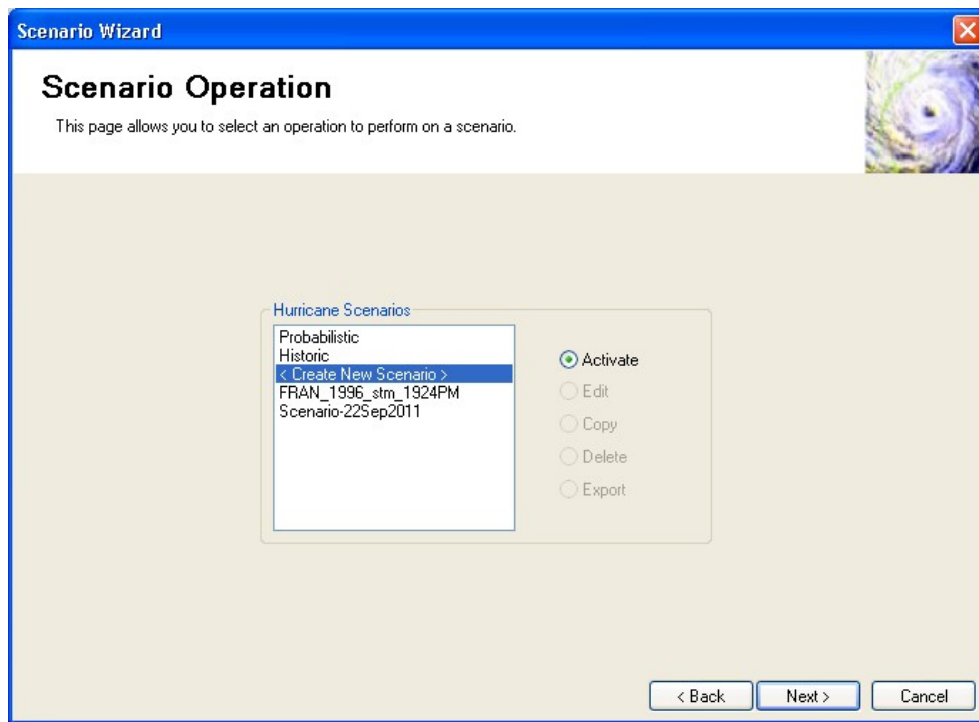 Scenario Wizard
Scenario Operation
This page allows you to select an operation to perform on a scenario.
Hurricane Scenarios
Probabilistic
Historic
< Create New Scenario >
FRAN_1996_stm_1924PM
Scenario-22Sep2011
Activate
Edit
Copy
Delete
Export
< Back
Next >
Cancel